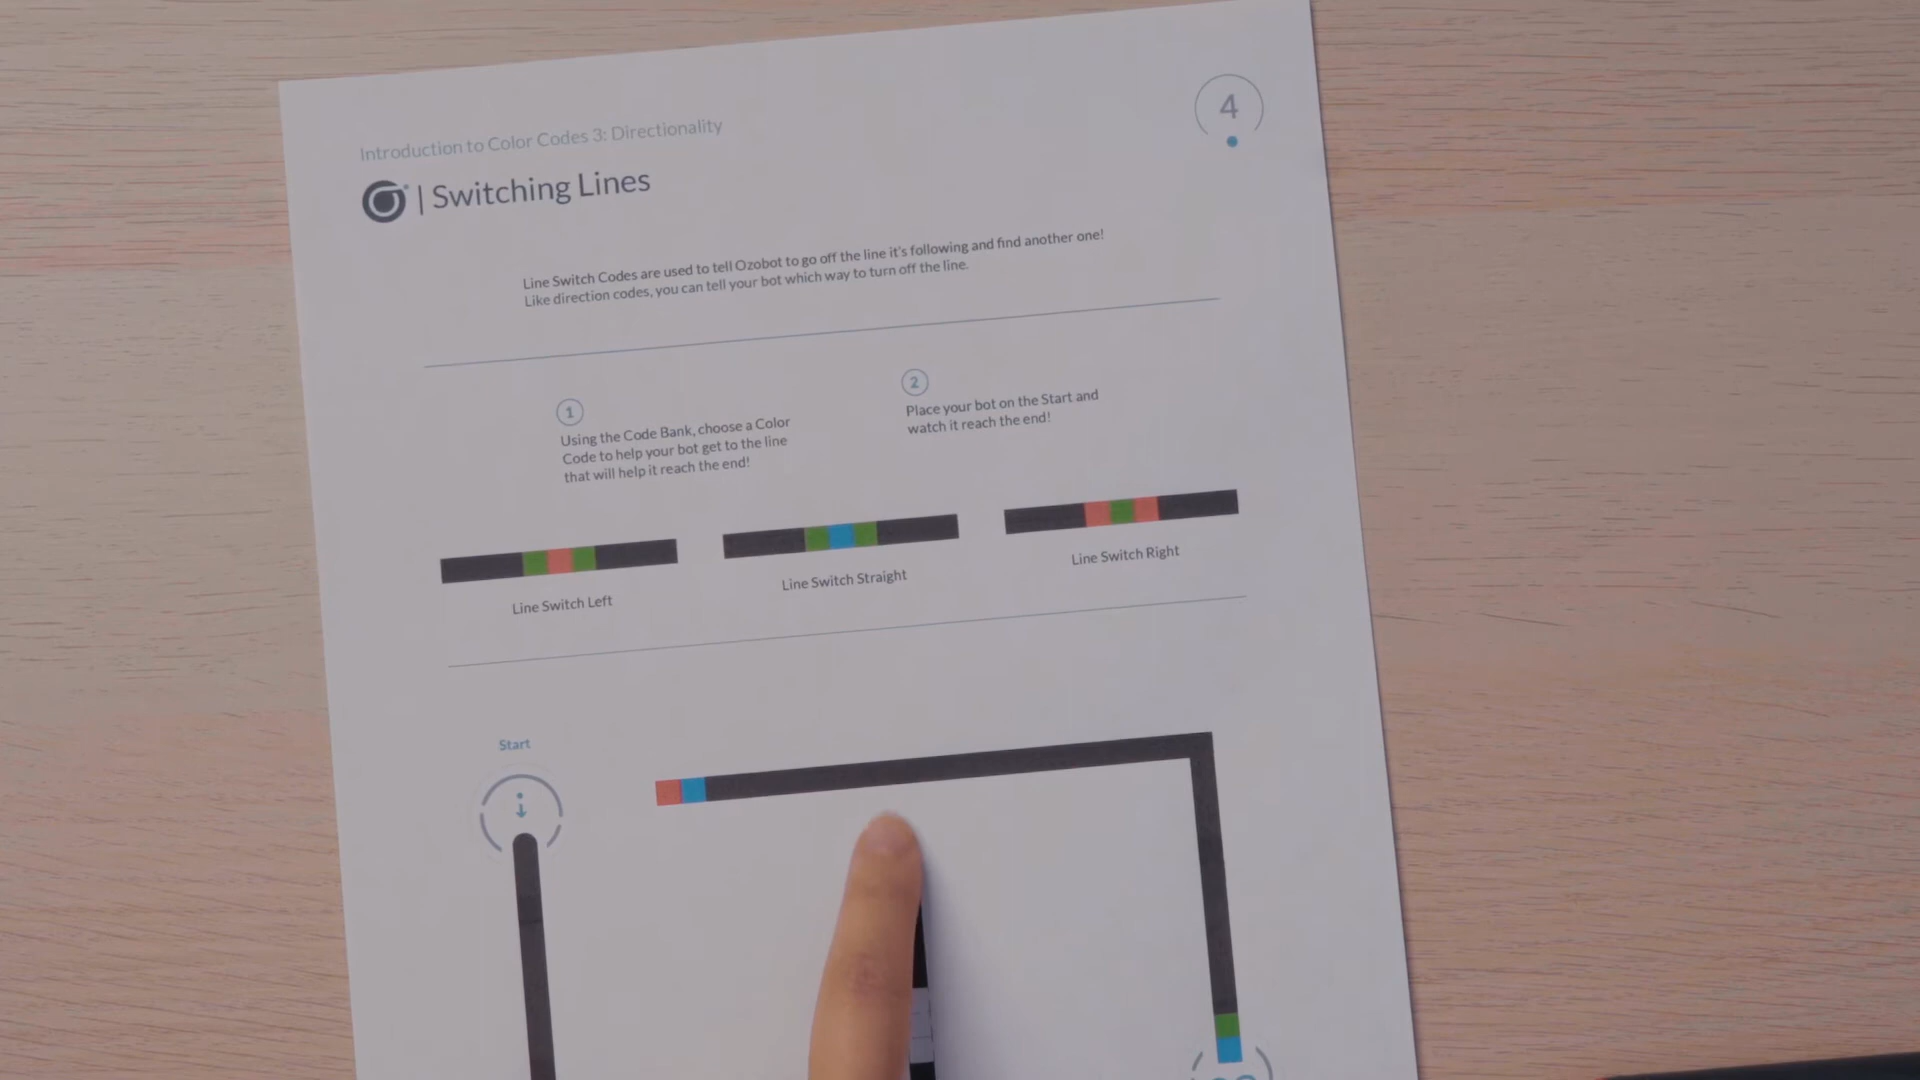 Introduction to Color Codes 3: Directionality
4
| Switching Lines
Line Switch Codes are used to tell Ozobot to go off the line it's following and find another one!
Like direction codes, you can tell your bot which way to turn off the line.
1
Using the Code Bank, choose a Color
Code to help your bot get to the line
that will help it reach the end!
2
Place your bot on the Start and
watch it reach the end!
Line Switch Left
Line Switch Straight
Line Switch Right
Start